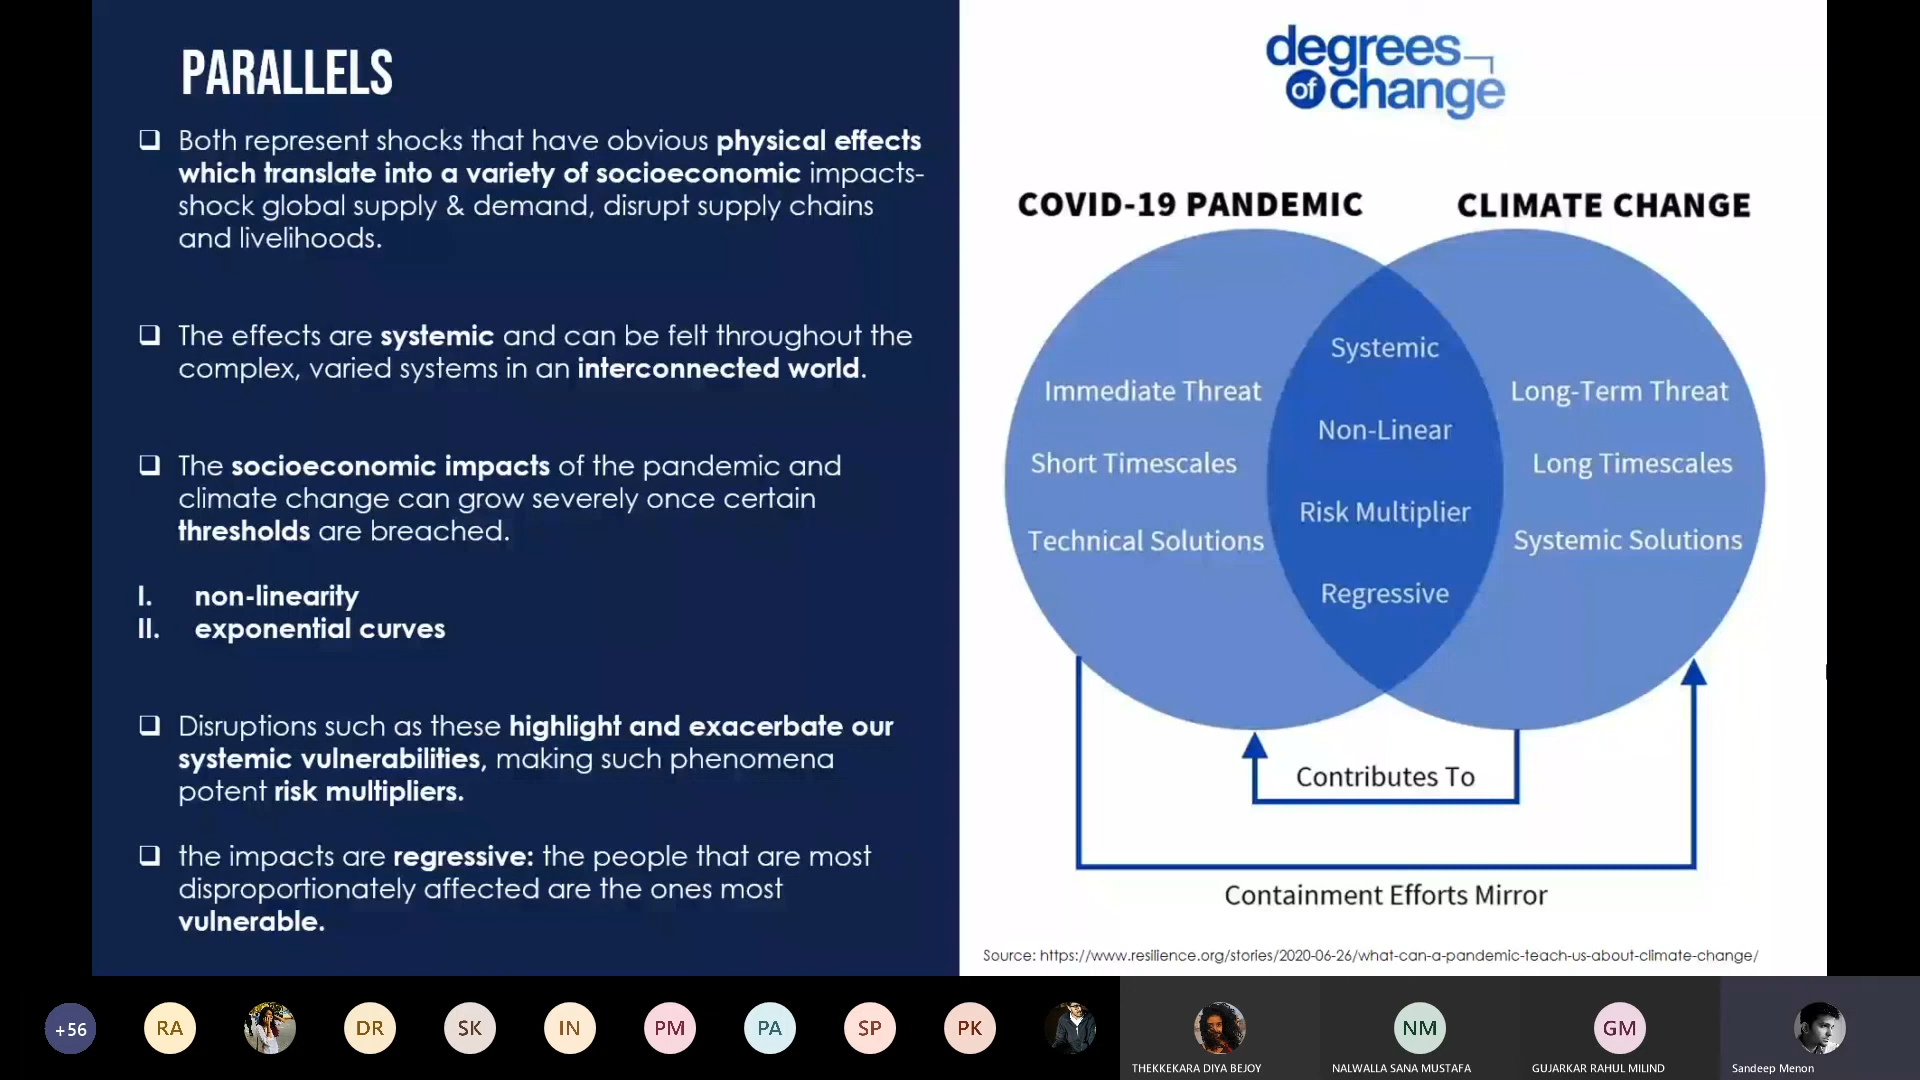 PARALLELS
❑ Both represent shocks that have obvious physical effects
which translate into a variety of socioeconomic impacts-
shock global supply & demand, disrupt supply chains
and livelihoods.
❑ The effects are systemic and can be felt throughout the
complex, varied systems in an interconnected world.
❑ The socioeconomic impacts of the pandemic and
climate change can grow severely once certain
thresholds are breached.
I. non-linearity
II. exponential curves
❑ Disruptions such as these highlight and exacerbate our
systemic vulnerabilities, making such phenomena
potent risk multipliers.
❑ the impacts are regressive: the people that are most
disproportionately affected are the ones most
vulnerable.
degrees
of change
COVID-19 PANDEMIC
CLIMATE CHANGE
Immediate Threat
Short Timescales
Technical Solutions
Systemic
Non-Linear
Risk Multiplier
Regressive
Long-Term Threat
Long Timescales
Systemic Solutions
Contributes To
Containment Efforts Mirror
Source: https://www.resilience.org/stories/2020-06-26/what-can-a-pandemic-teach-us-about-climate-change/
+56
RA
DR
SK
IN
PM
PA
SP
PK
THEKKEKARA DIYA BEJOY
NM
NALWALLA SANA MUSTAFA
GM
GUJARKAR RAHUL MILIND
Sandeep Menon